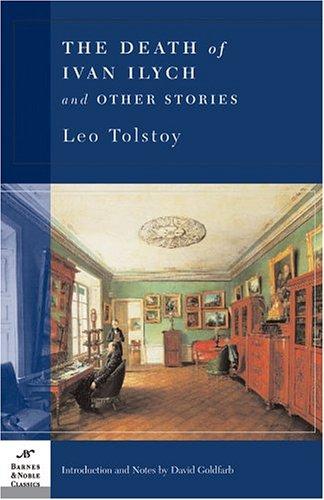 THE DEATH of
IVAN ILYCH
and OTHER STORIES
Leo Tolstoy
BARNES
& NOBLE
CLASSICS
Introduction and Notes by David Goldfarb